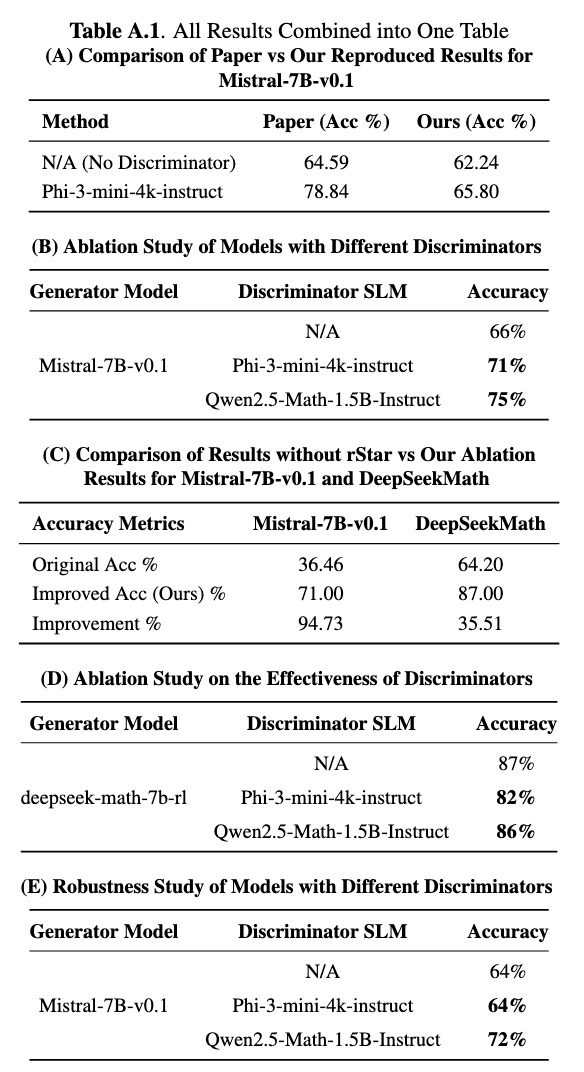 Table A.1. All Results Combined into One Table
(A) Comparison of Paper vs Our Reproduced Results for
Mistral-7B-v0.1
Method Paper (Acc %) Ours (Acc %)
N/A (No Discriminator) 64.59 62.24
Phi-3-mini-4k-instruct 78.84 65.80
(B) Ablation Study of Models with Different Discriminators
Generator Model Discriminator SLM Accuracy
N/A 66%
Mistral-7B-v0.1 Phi-3-mini-4k-instruct 71%
Qwen2.5-Math-1.5B-Instruct 75%
(C) Comparison of Results without rStar vs Our Ablation
Results for Mistral-7B-v0.1 and DeepSeekMath
Accuracy Metrics Mistral-7B-v0.1 DeepSeekMath
Original Acc % 36.46 64.20
Improved Acc (Ours) % 71.00 87.00
Improvement % 94.73 35.51
(D) Ablation Study on the Effectiveness of Discriminators
Generator Model Discriminator SLM Accuracy
N/A 87%
deepseek-math-7b-rl Phi-3-mini-4k-instruct 82%
Qwen2.5-Math-1.5B-Instruct 86%
(E) Robustness Study of Models with Different Discriminators
Generator Model Discriminator SLM Accuracy
N/A 64%
Mistral-7B-v0.1 Phi-3-mini-4k-instruct 64%
Qwen2.5-Math-1.5B-Instruct 72%